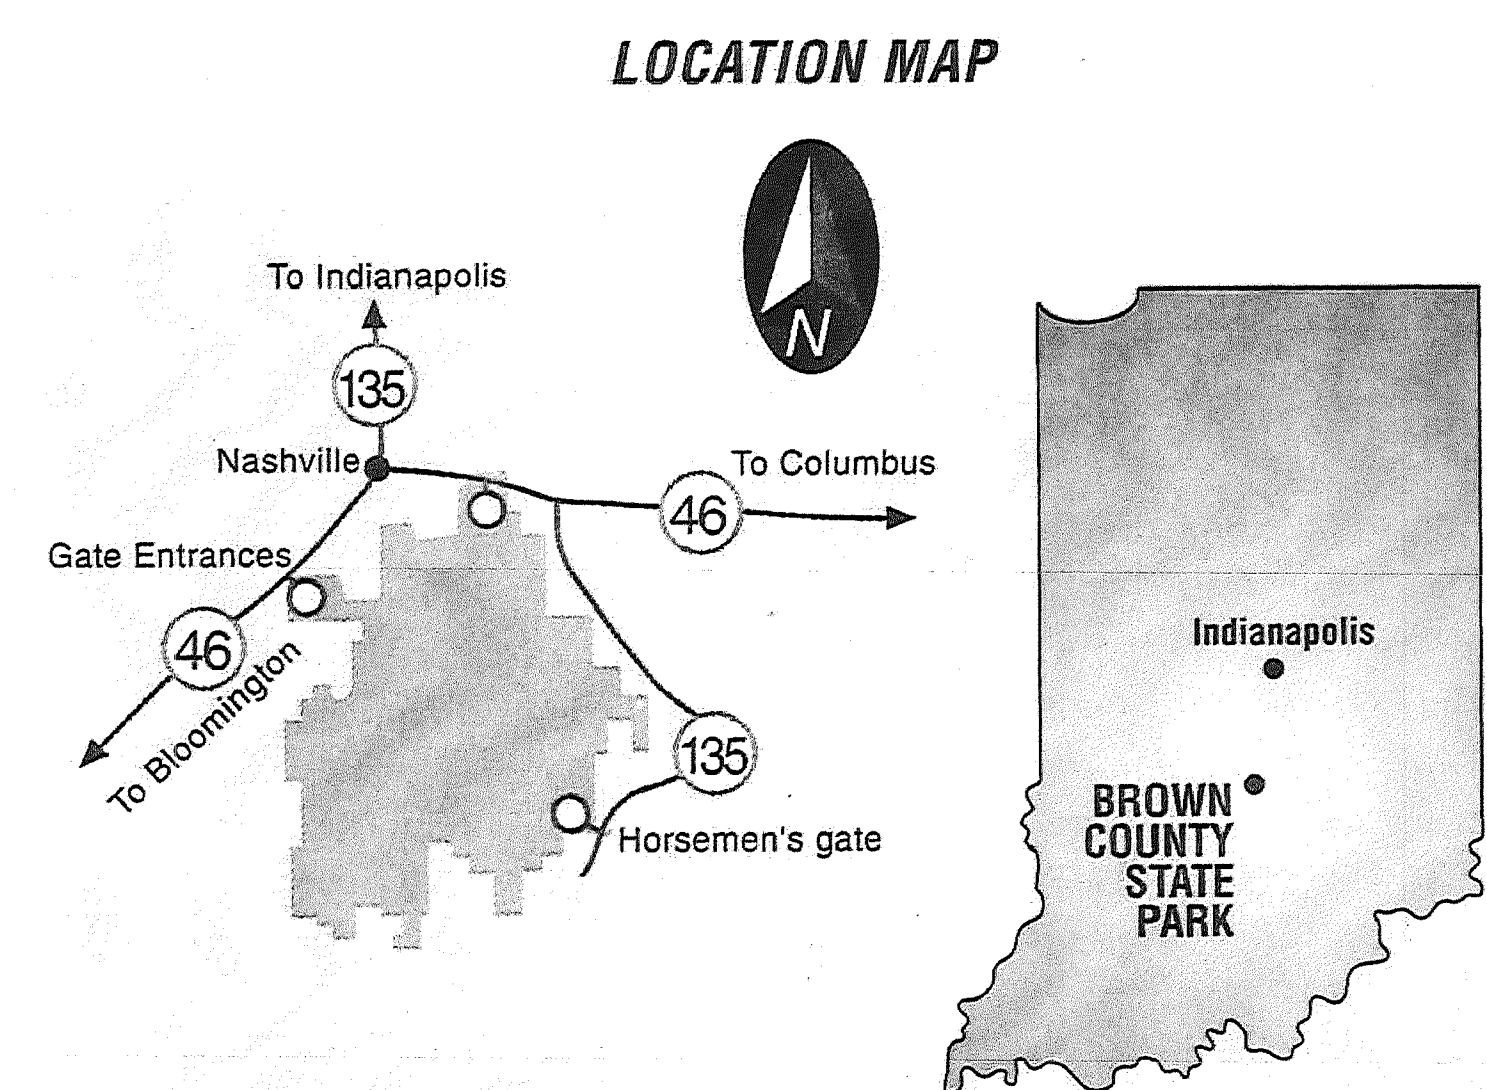 LOCATION MAP
N
To Indianapolis
135
Nashville
To Columbus
46
Gate Entrances
46
To Bloomington
135
Horsemen's gate
Indianapolis
BROWN
COUNTY
STATE
PARK